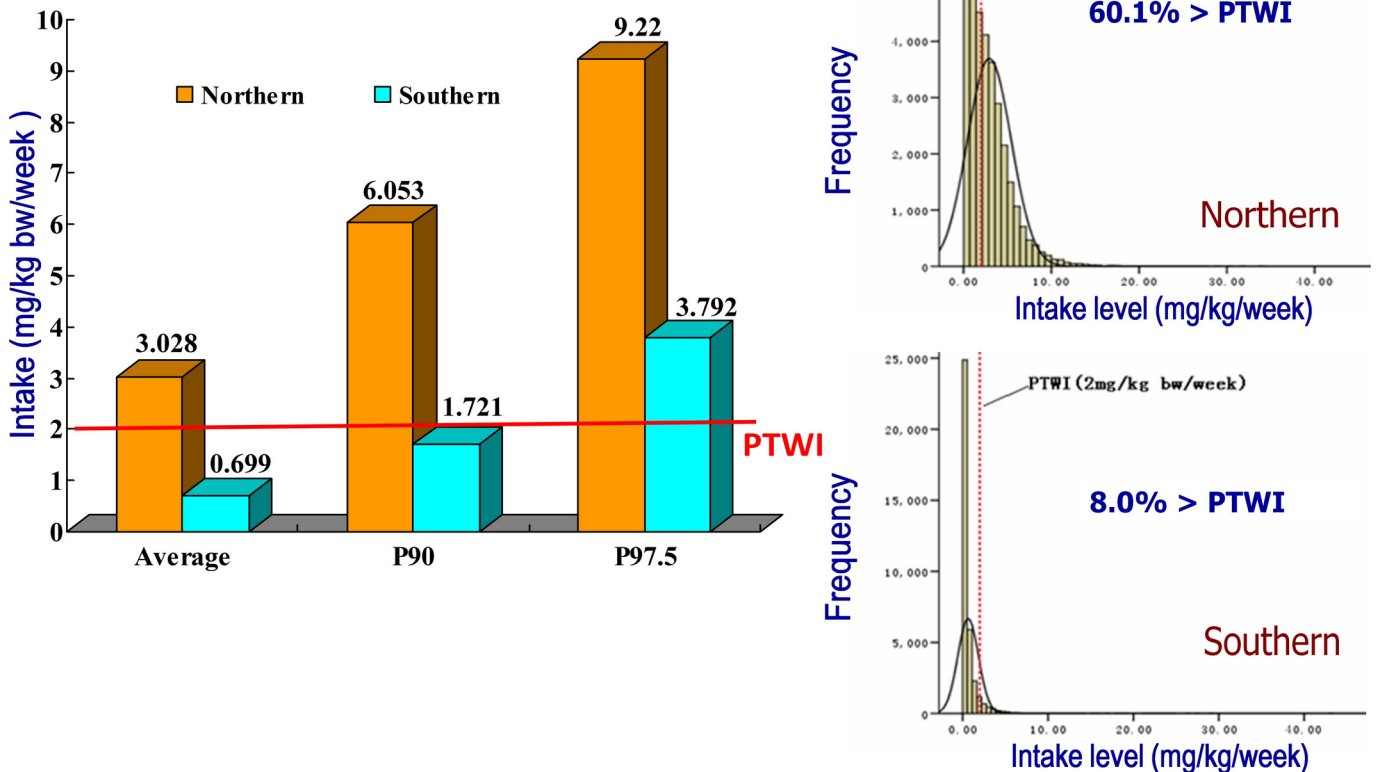 10
9
8
7
6
5
4
3
2
1
0
Intake (mg/kg bw/week )
Northern
Southern
3.028
0.699
6.053
1.721
9.22
3.792
PTWI
Average
P90
P97.5
60.1% > PTWI
Frequency
4,000
3,000
2,000
1,000
0
Northern
0.00
10.00
20.00
30.00
40.00
Intake level (mg/kg/week)
25,000
20,000
15,000
10,000
5,000
0
Frequency
PTWI(2mg/kg bw/week)
8.0% > PTWI
Southern
0.00
10.00
20.00
30.00
40.00
Intake level (mg/kg/week)